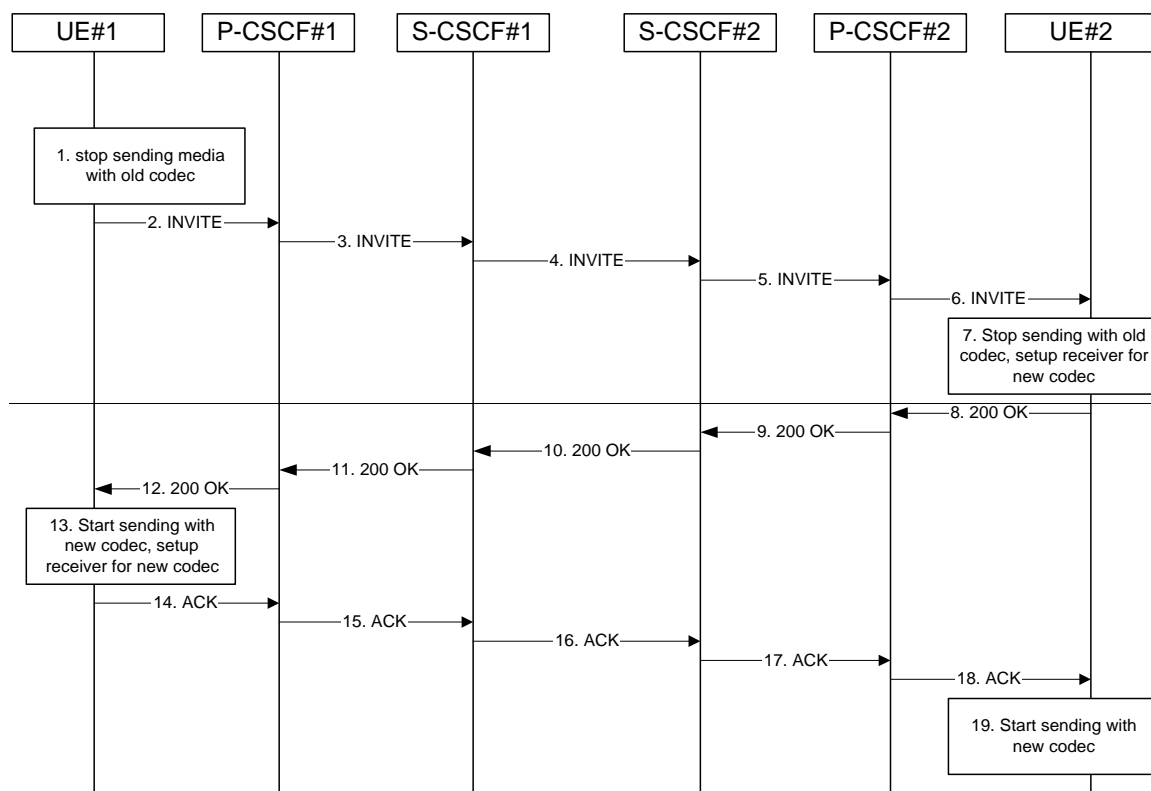 UE#1
P-CSCF#1
S-CSCF#1
S-CSCF#2
P-CSCF#2
UE#2
1. stop sending media
with old codec
2. INVITE
3. INVITE
4. INVITE
5. INVITE
6. INVITE
7. Stop sending with old
codec, setup receiver for
new codec
8. 200 OK
9. 200 OK
10. 200 OK
11. 200 OK
12. 200 OK
13. Start sending with
new codec, setup
receiver for new codec
14. ACK
15. ACK
16. ACK
17. ACK
18. ACK
19. Start sending with
new codec